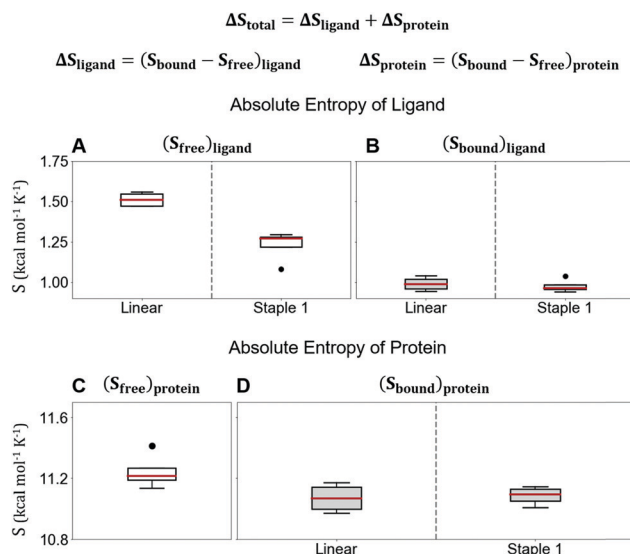 ΔS_total = ΔS_ligand + ΔS_protein
ΔS_ligand = (S_bound − S_free)_ligand ΔS_protein = (S_bound − S_free)_protein
Absolute Entropy of Ligand
A (S_free)_ligand B (S_bound)_ligand
S (kcal mol⁻¹ K⁻¹)
1.75
1.50
1.25
1.00
Linear Staple 1 Linear Staple 1
Absolute Entropy of Protein
C (S_free)_protein D (S_bound)_protein
S (kcal mol⁻¹ K⁻¹)
11.6
11.2
10.8
Linear Staple 1